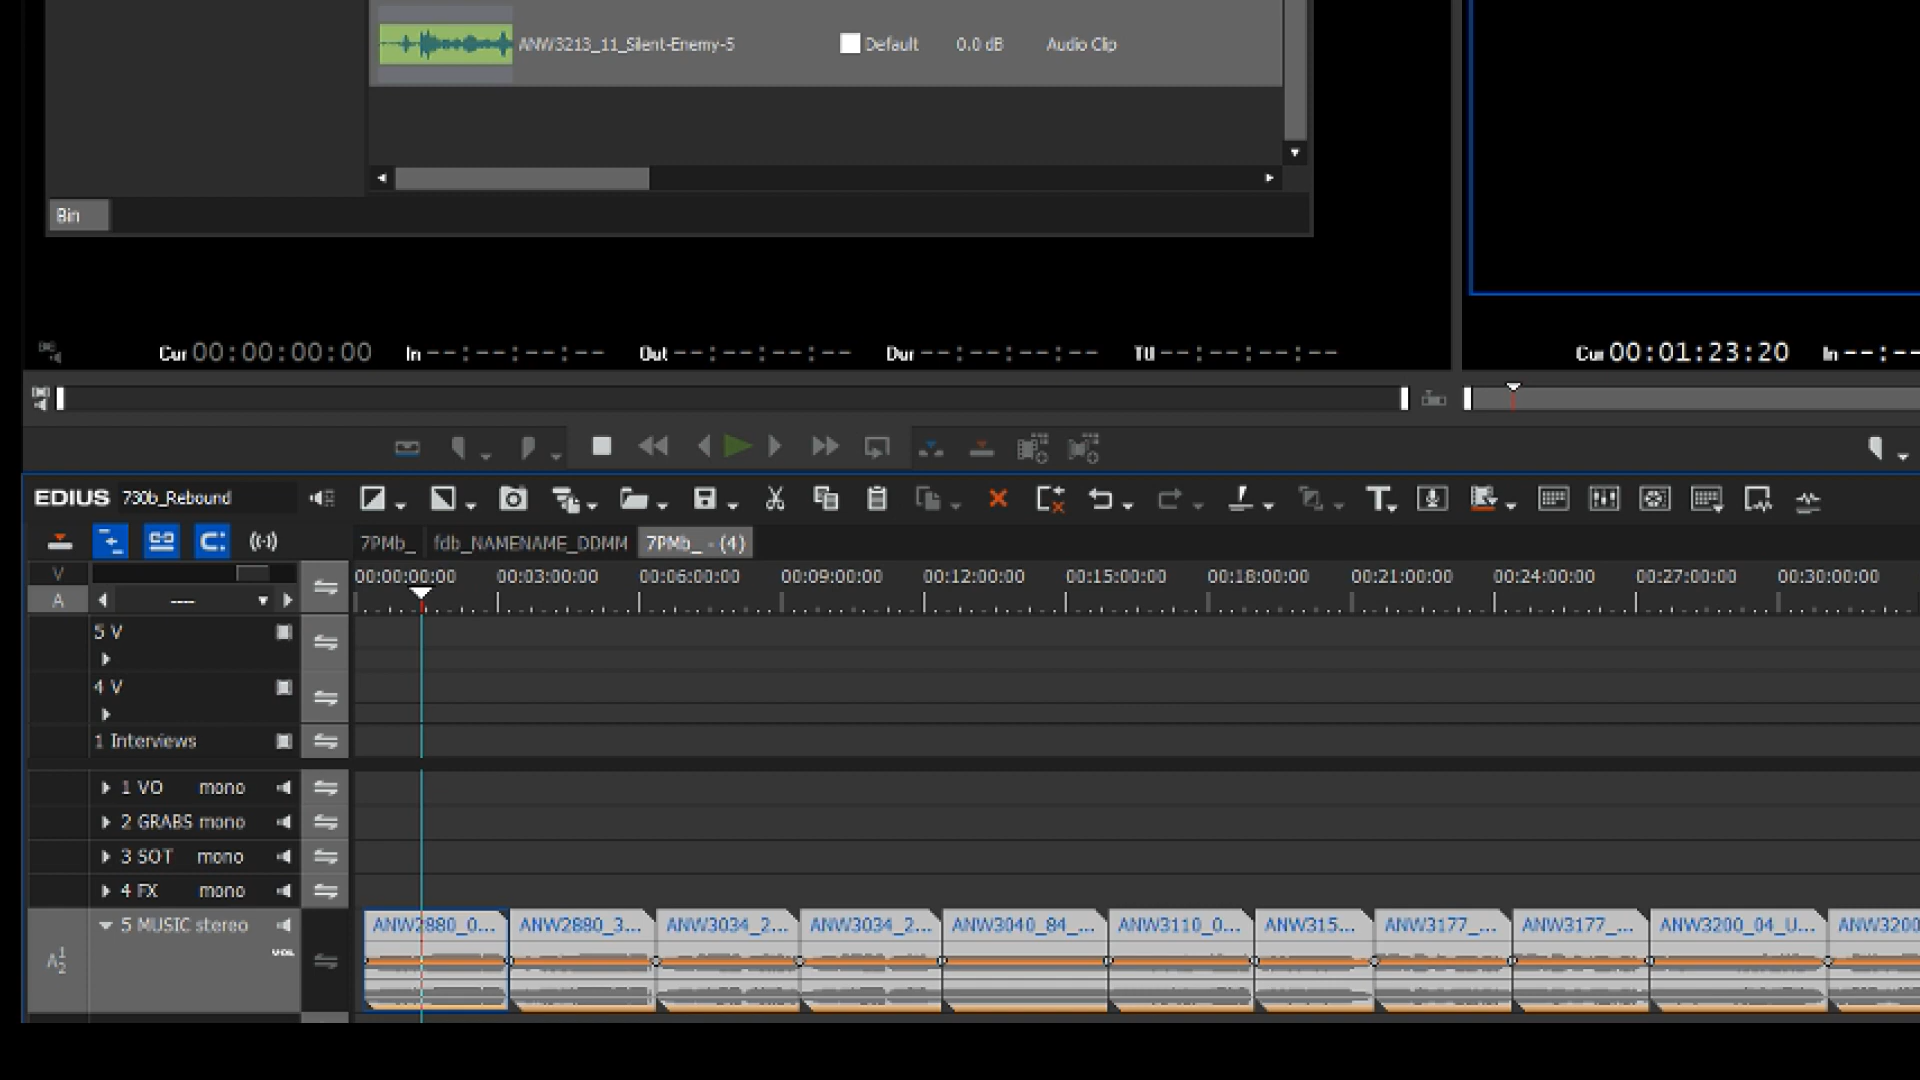 ANW3213_11_Silent-Enemy-5 Default 0.0 dB Audio Clip
Bin
Cur 00:00:00:00 In --:--:--:-- Out --:--:--:-- Dur --:--:--:-- Ttl --:--:--:--
Cur 00:01:23:20 In --:--
EDIUS 730b_Rebound
7PMb_ fdb_NAMENAME_DDMM 7PMb_ - (4)
V 00:00:00:00 00:03:00:00 00:06:00:00 00:09:00:00 00:12:00:00 00:15:00:00 00:18:00:00 00:21:00:00 00:24:00:00 00:27:00:00 00:30:00:00
A ----
5 V
4 V
1 Interviews
1 VO mono
2 GRABS mono
3 SOT mono
4 FX mono
5 MUSIC stereo
VOL
A 1 2
ANW2880_0... ANW2880_3... ANW3034_2... ANW3034_2... ANW3040_84_... ANW3110_0... ANW315... ANW3177_... ANW3177_... ANW3200_04_U... ANW3200